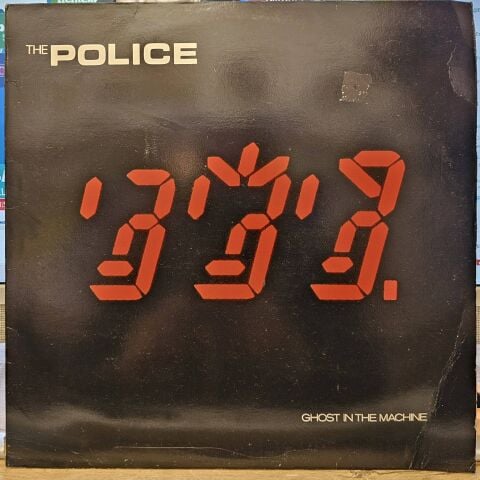 THE POLICE
GHOST IN THE MACHINE